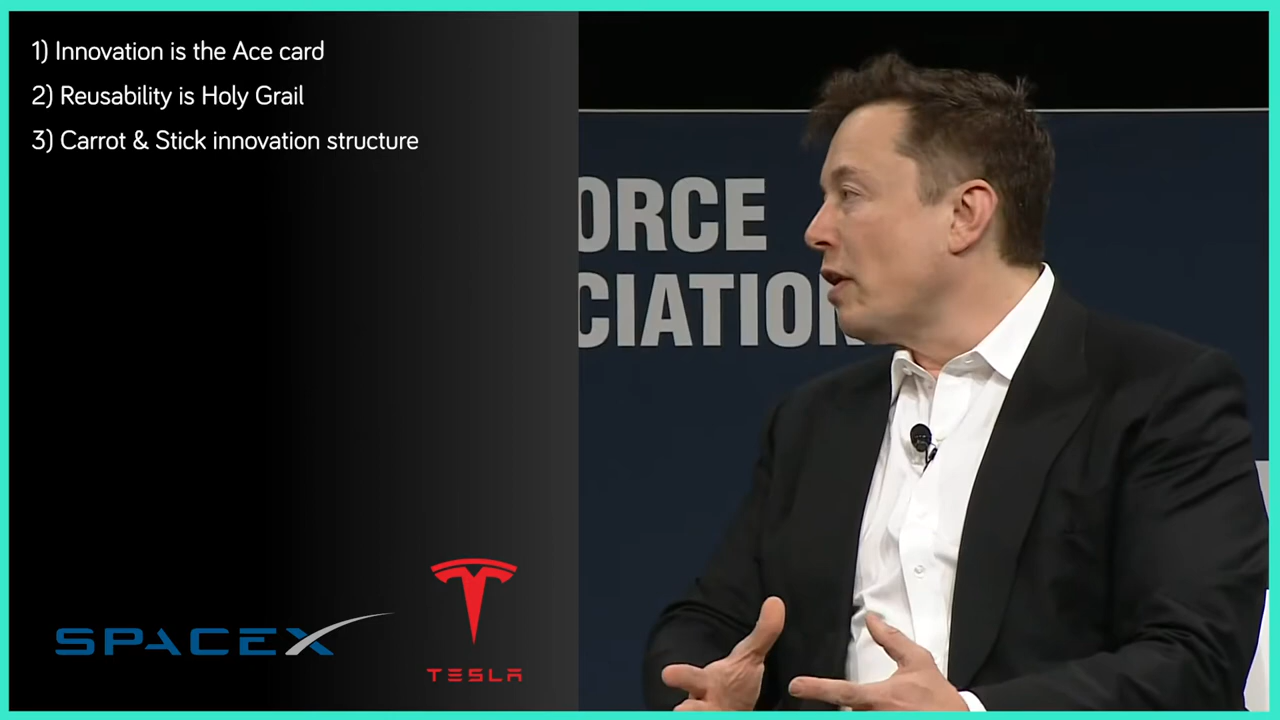 1) Innovation is the Ace card
2) Reusability is Holy Grail
3) Carrot & Stick innovation structure
ORCE
CIATION
SPACEX
TESLA